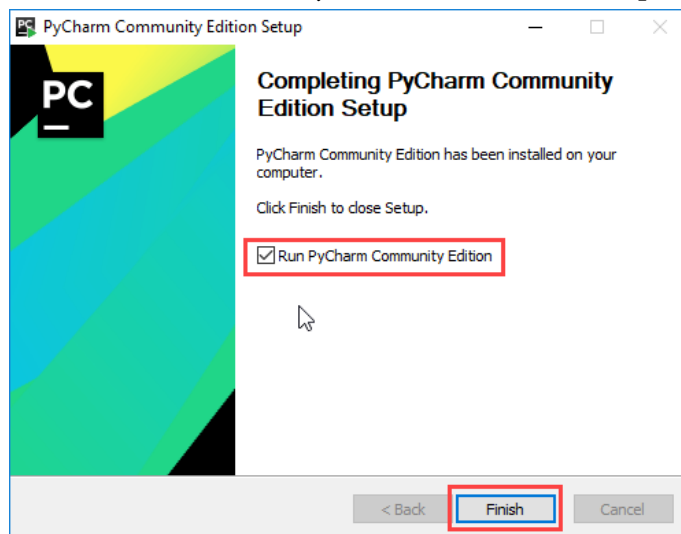 PC PyCharm Community Edition Setup
PC
Completing PyCharm Community
Edition Setup
PyCharm Community Edition has been installed on your
computer.
Click Finish to close Setup.
Run PyCharm Community Edition
< Back Finish Cancel